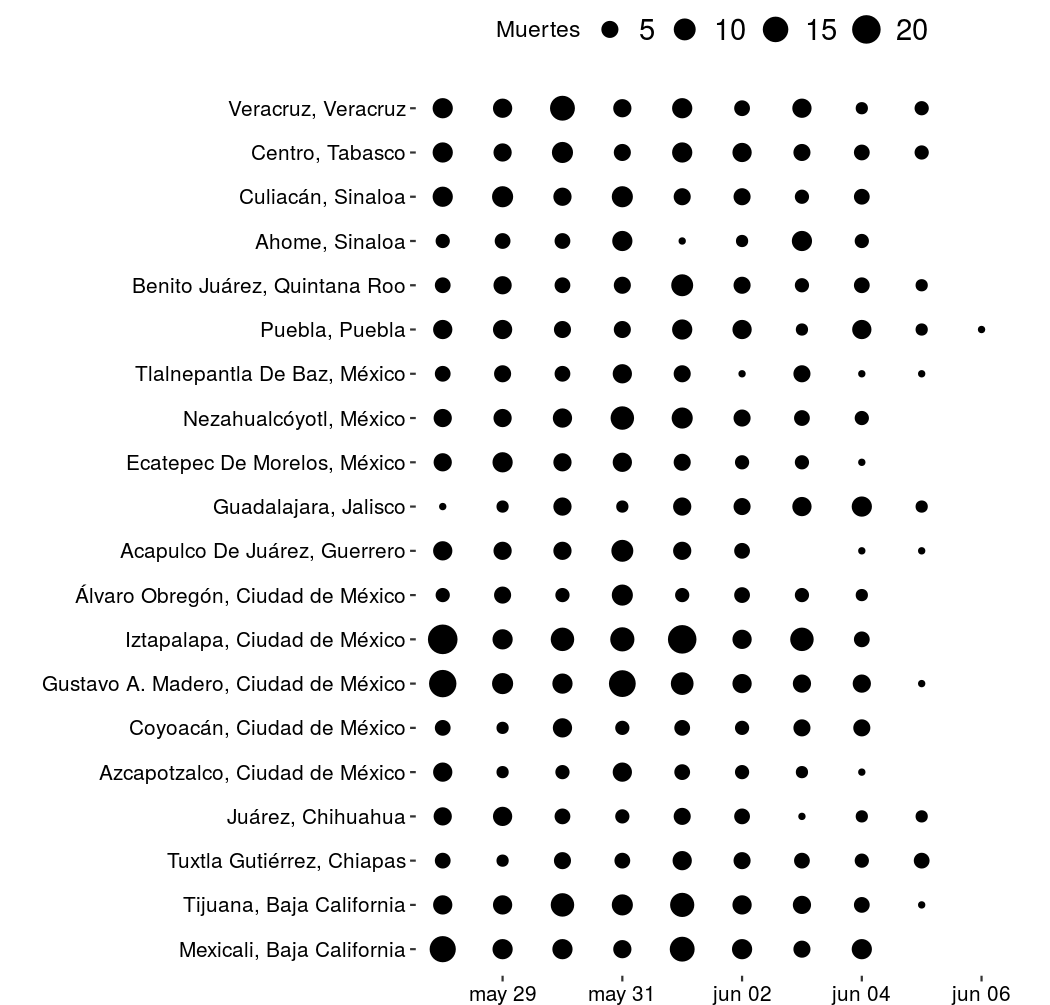 Muertes 5 10 15 20
Veracruz, Veracruz
Centro, Tabasco
Culiacán, Sinaloa
Ahome, Sinaloa
Benito Juárez, Quintana Roo
Puebla, Puebla
Tlalnepantla De Baz, México
Nezahualcóyotl, México
Ecatepec De Morelos, México
Guadalajara, Jalisco
Acapulco De Juárez, Guerrero
Álvaro Obregón, Ciudad de México
Iztapalapa, Ciudad de México
Gustavo A. Madero, Ciudad de México
Coyoacán, Ciudad de México
Azcapotzalco, Ciudad de México
Juárez, Chihuahua
Tuxtla Gutiérrez, Chiapas
Tijuana, Baja California
Mexicali, Baja California
may 29 may 31 jun 02 jun 04 jun 06